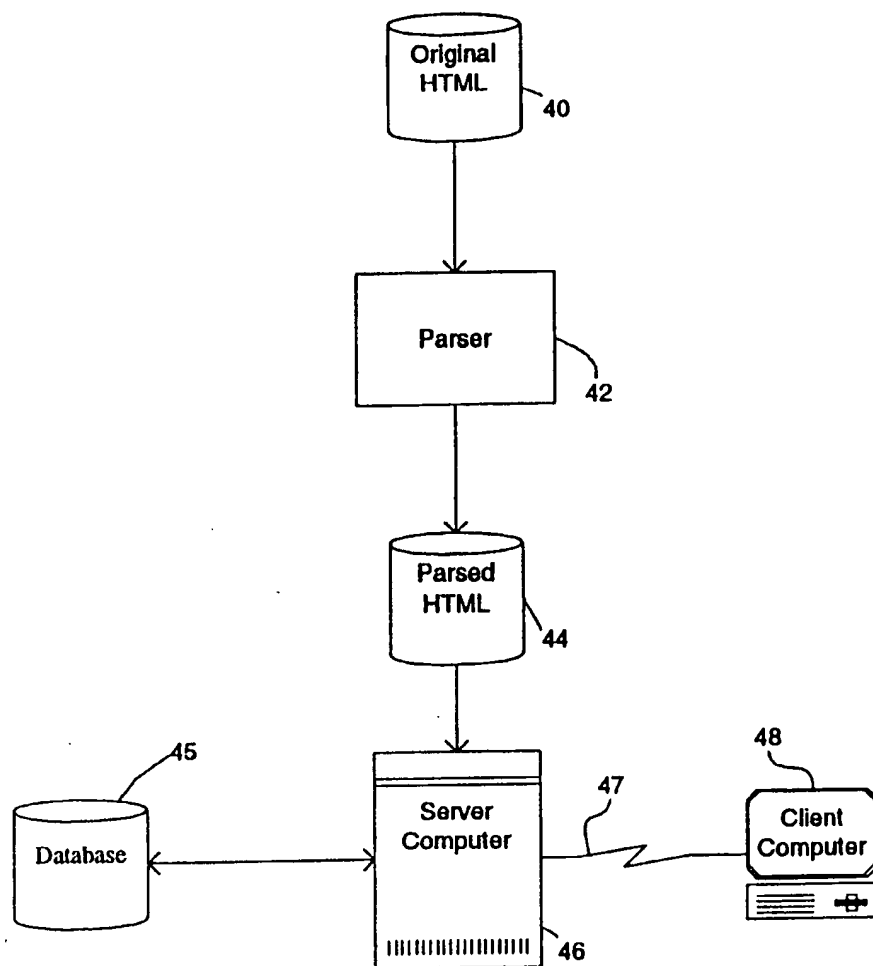 Original
HTML
40
Parser
42
Parsed
HTML
44
45
48
47
Database
Server
Computer
Client
Computer
46